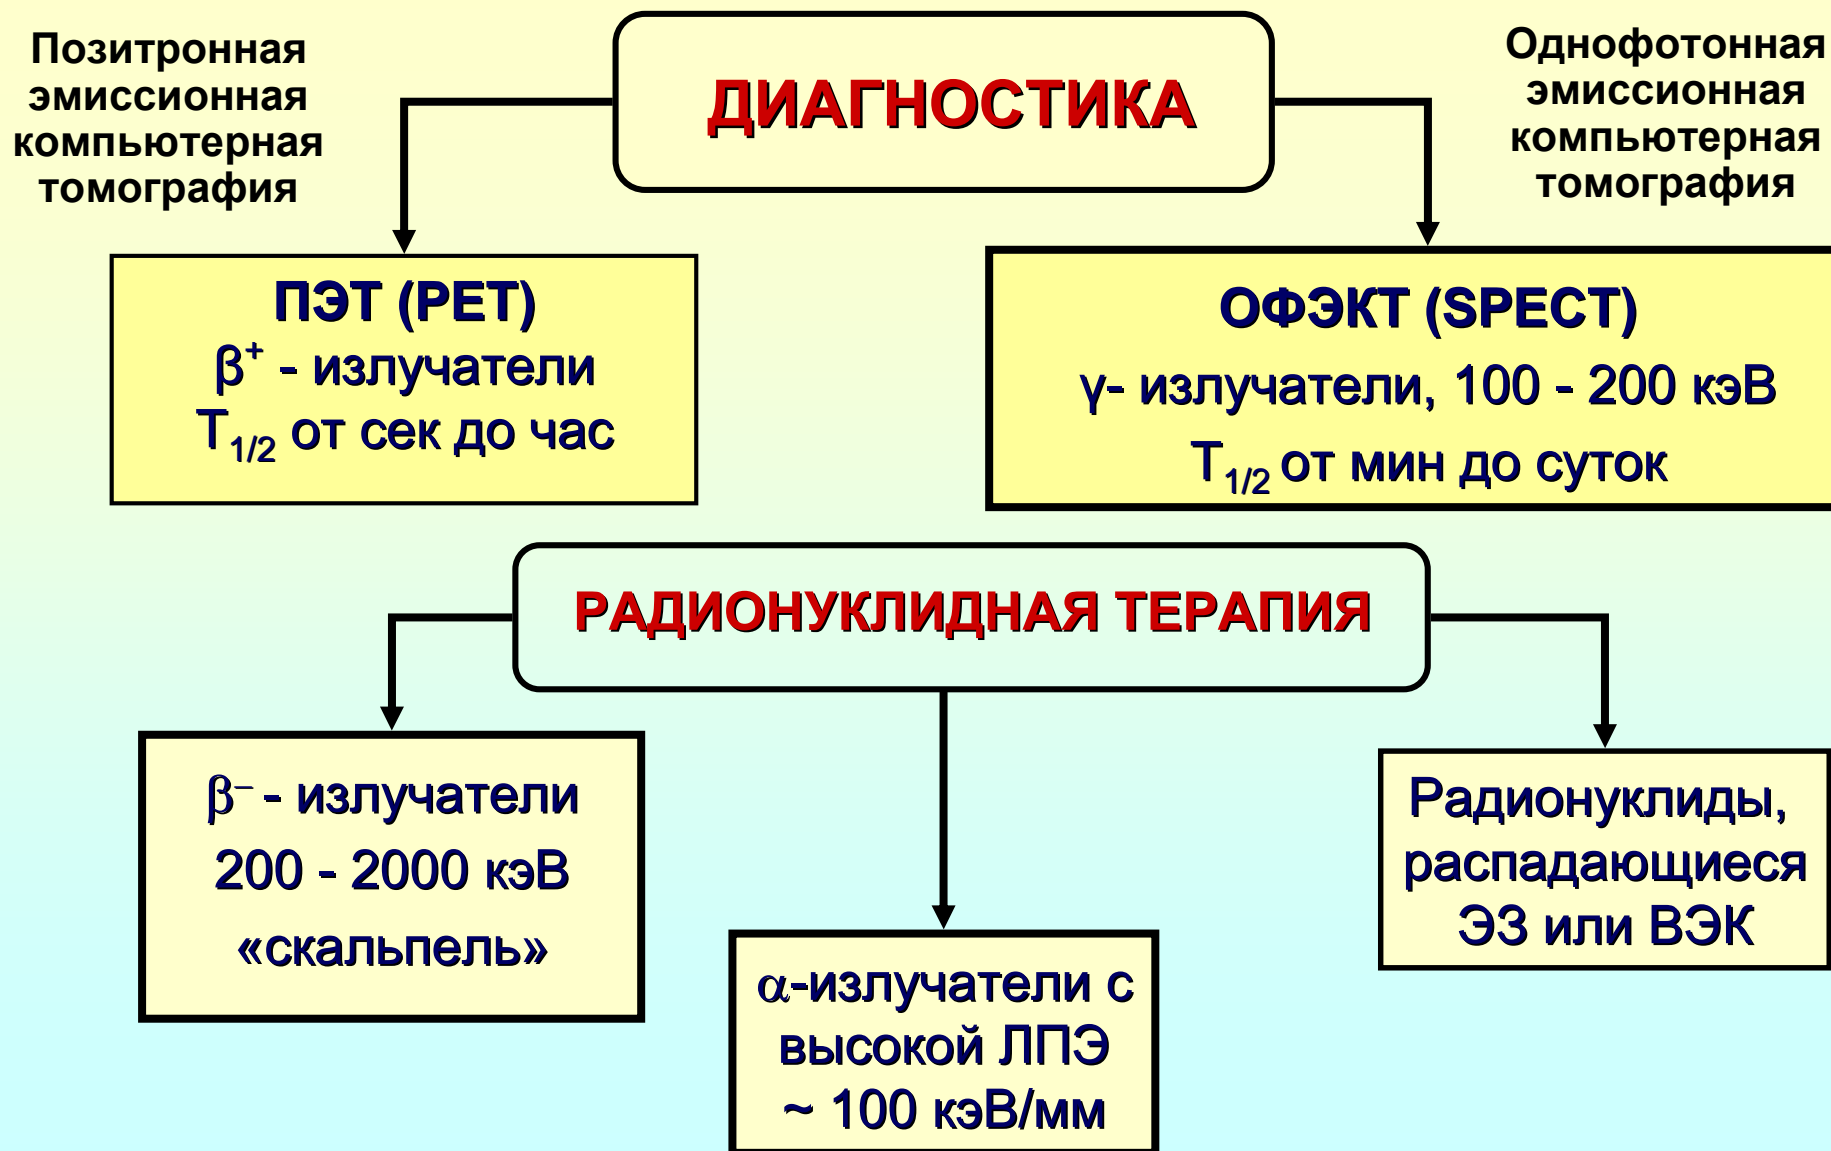 Позитронная
эмиссионная
компьютерная
томография
ДИАГНОСТИКА
Однофотонная
эмиссионная
компьютерная
томография
ПЭТ (PET)
β⁺ - излучатели
T₁/₂ от сек до час
ОФЭКТ (SPECT)
γ- излучатели, 100 - 200 кэВ
T₁/₂ от мин до суток
РАДИОНУКЛИДНАЯ ТЕРАПИЯ
β⁻ - излучатели
200 - 2000 кэВ
«скальпель»
α-излучатели с
высокой ЛПЭ
~ 100 кэВ/мм
Радионуклиды,
распадающиеся
ЭЗ или ВЭК